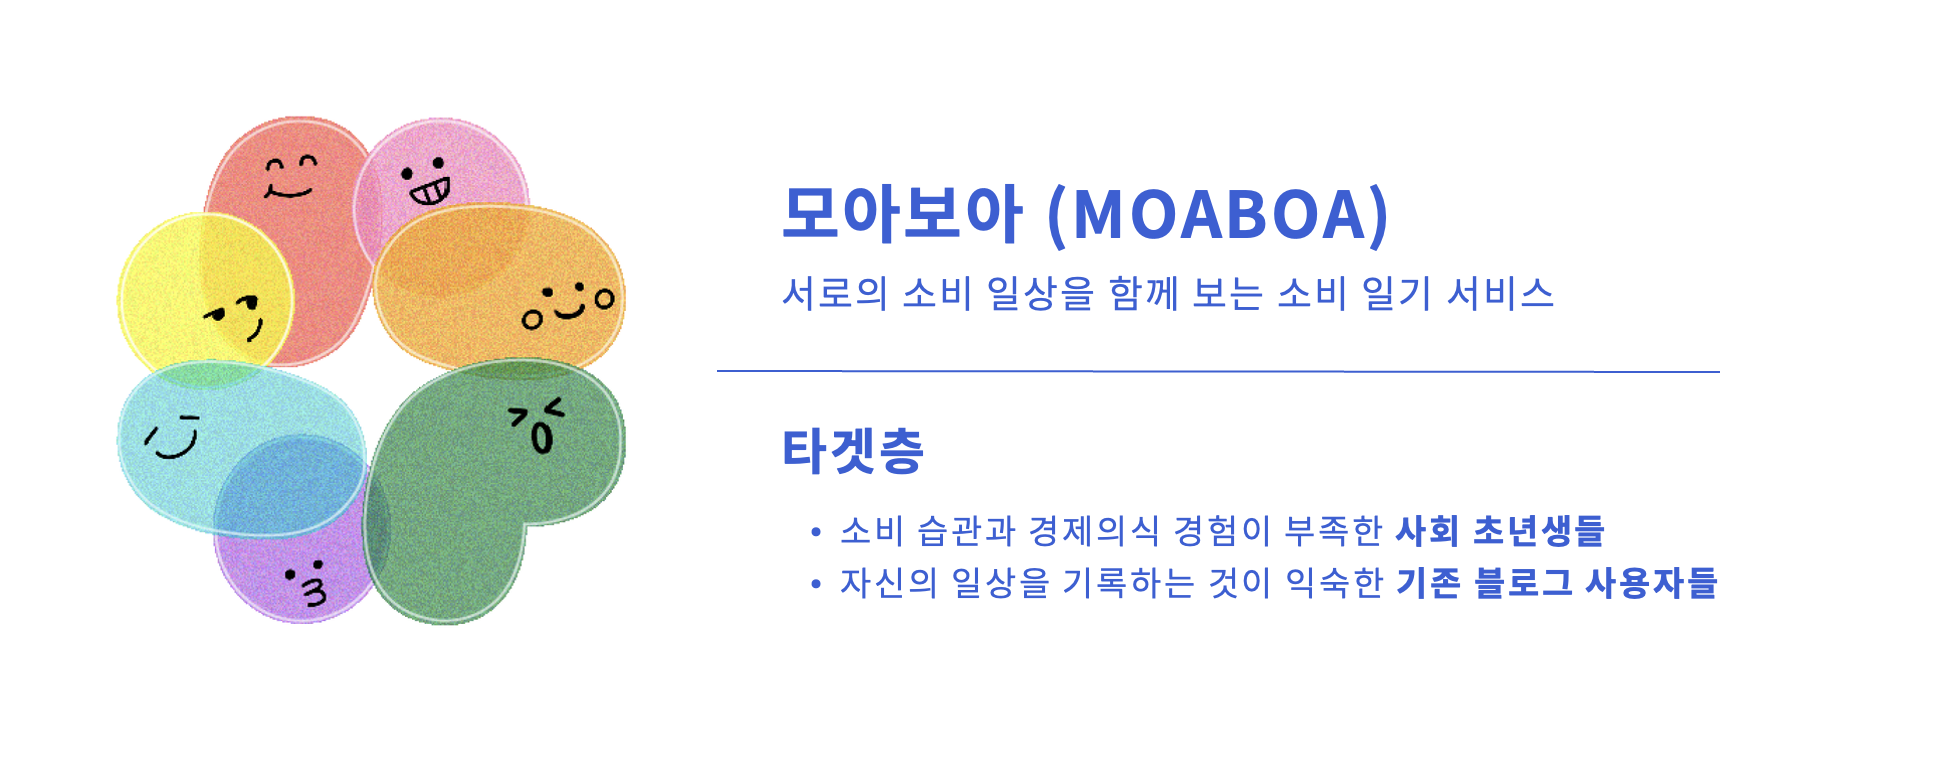 모아보아 (MOABOA)
서로의 소비 일상을 함께 보는 소비 일기 서비스
타겟층
• 소비 습관과 경제의식 경험이 부족한 사회 초년생들
• 자신의 일상을 기록하는 것이 익숙한 기존 블로그 사용자들